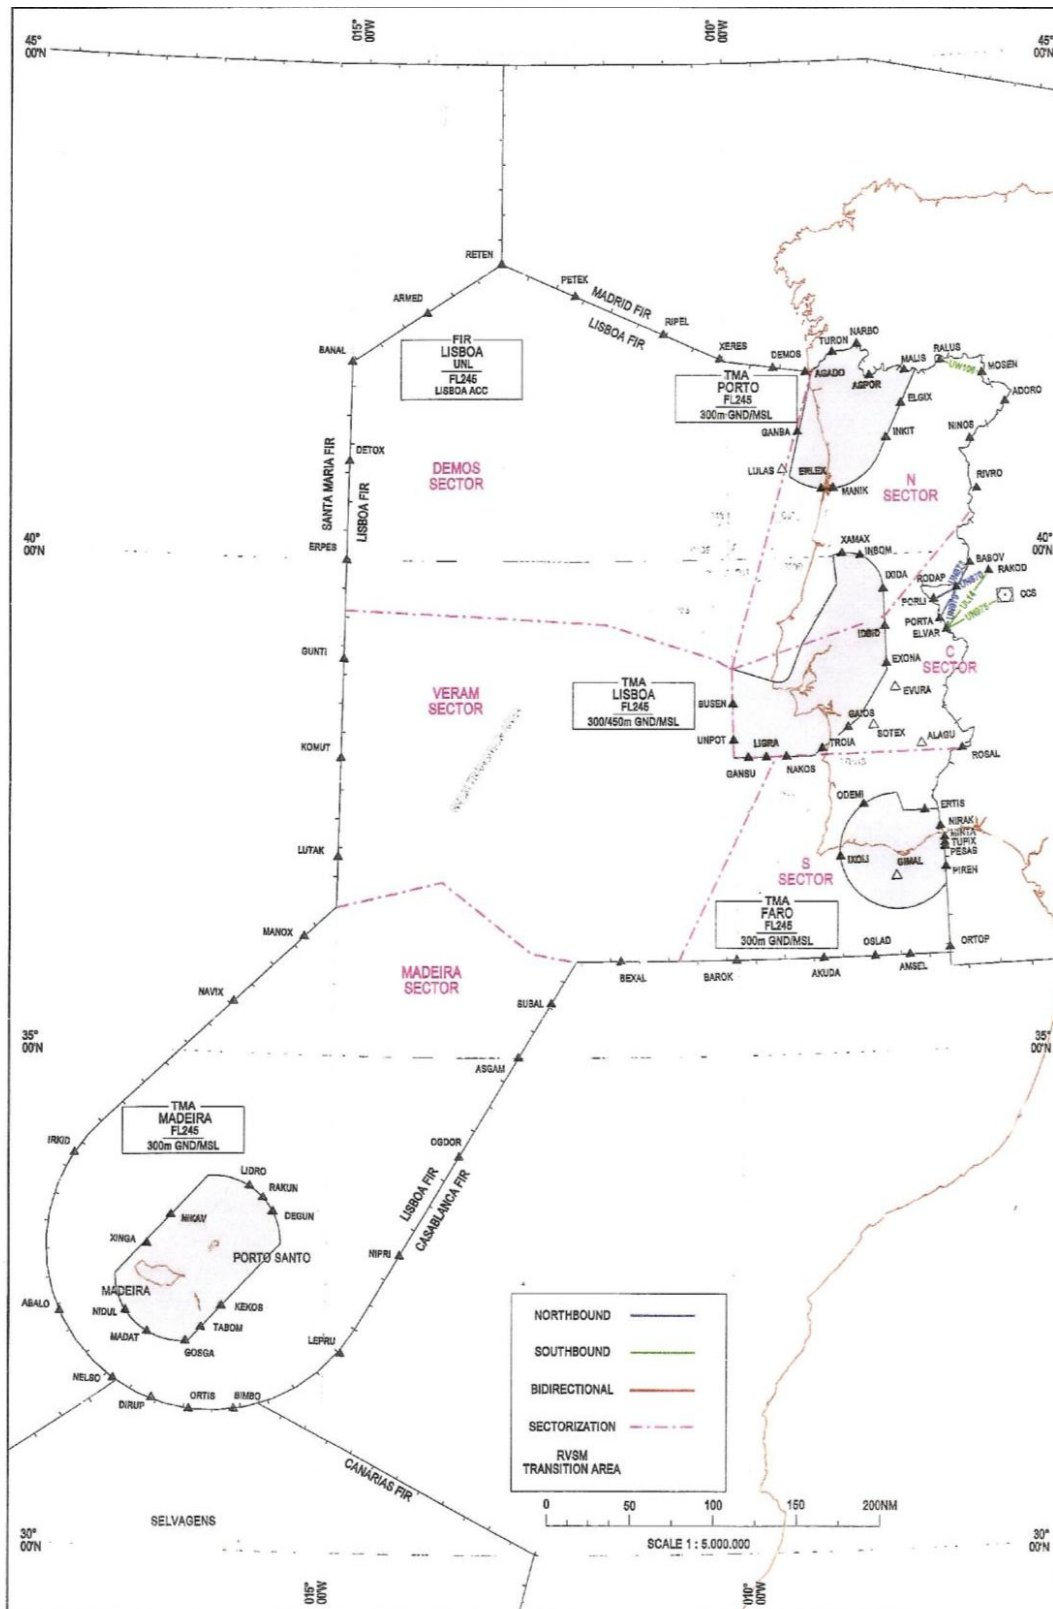 015°
00'W
010°
00'W
45°
00'N
45°
00'N
RETEN
PETEK
MADRID FIR
LISBOA FIR
ARMED
RIPEL
BANAL
FIR
LISBOA
UNL
FL245
LISBOA ACC
XERES
DEMOS
TURON
NARBO
AGADO
ASPOR
MALIS
RALUS
UW106
MOSEN
ADORO
TMA
PORTO
FL245
300m GND/MSL
ELGIX
GANBA
INKIT
NINOS
SANTA MARIA FIR
LISBOA FIR
DETOX
DEMOS
SECTOR
LULAS
ERLEX
MANIK
N
SECTOR
RIVRO
40°
00'N
ERPES
XAMAX
INBOM
40°
00'N
BABOV
RAKOD
IXIDA
RODAP
PORLI
CCS
UL14
UN975
PORTA
ELVAR
IDBID
GUNTI
EXONA
C
SECTOR
VERAM
SECTOR
TMA
LISBOA
FL245
300/450m GND/MSL
EVURA
BUSEN
GAIOS
SOTEX
ALAGU
UNPOT
LIGRA
TROIA
ROSAL
KOMUT
GANSU
NAKOS
ODEMI
ERTIS
NIRAK
MINTA
TUPIX
PESAS
LUTAK
IXOLI
GIMAL
PIREN
S
SECTOR
TMA
FARO
FL245
300m GND/MSL
MANOX
ORTOP
OSLAD
AMSEL
BEXAL
BAROK
AKUDA
MADEIRA
SECTOR
NAVIX
SUBAL
35°
00'N
35°
00'N
ASGAM
TMA
MADEIRA
FL245
300m GND/MSL
IRKID
OGDOR
LISBOA FIR
CASABLANCA FIR
LIDRO
RAKUN
DEGUN
NIKAV
XINGA
PORTO SANTO
NIPRI
MADEIRA
ABALO
NIDUL
KEKOS
MADAT
TABOM
GOSGA
LEPRU
NELSO
DIRUP
ORTIS
BIMBO
CANARIAS FIR
SELVAGENS
NORTHBOUND
SOUTHBOUND
BIDIRECTIONAL
SECTORIZATION
RVSM
TRANSITION AREA
0 50 100 150 200NM
SCALE 1 : 5.000.000
30°
00'N
30°
00'N
015°
00'W
010°
00'W